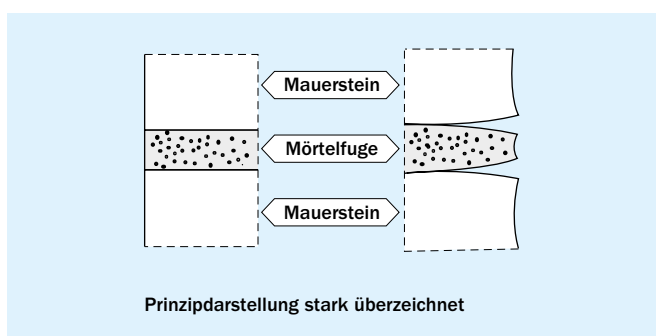 Mauerstein
Mörtelfuge
Mauerstein
Prinzipdarstellung stark überzeichnet